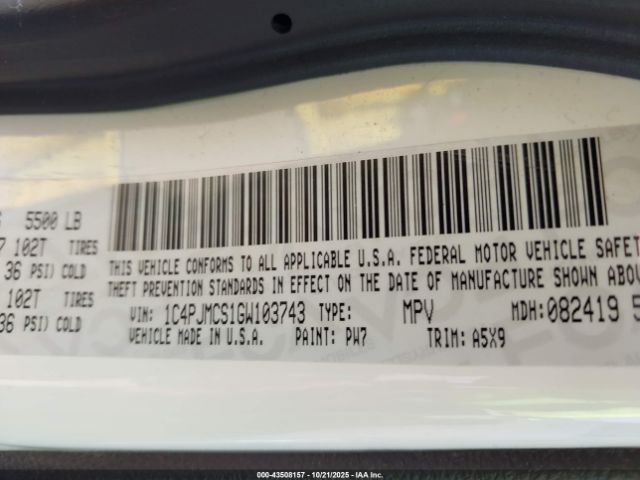 5500 LB
102T TIRES
36 PSI) COLD
102T TIRES
36 PSI) COLD
THIS VEHICLE CONFORMS TO ALL APPLICABLE U.S.A. FEDERAL MOTOR VEHICLE SAFET
THEFT PREVENTION STANDARDS IN EFFECT ON THE DATE OF MANUFACTURE SHOWN ABOV
VIN: 1C4PJMCS1GW103743 TYPE: MPV MDH: 082419 5
VEHICLE MADE IN U.S.A. PAINT: PW7 TRIM: A5X9
000-43508157 - 10/21/2025 - IAA Inc.